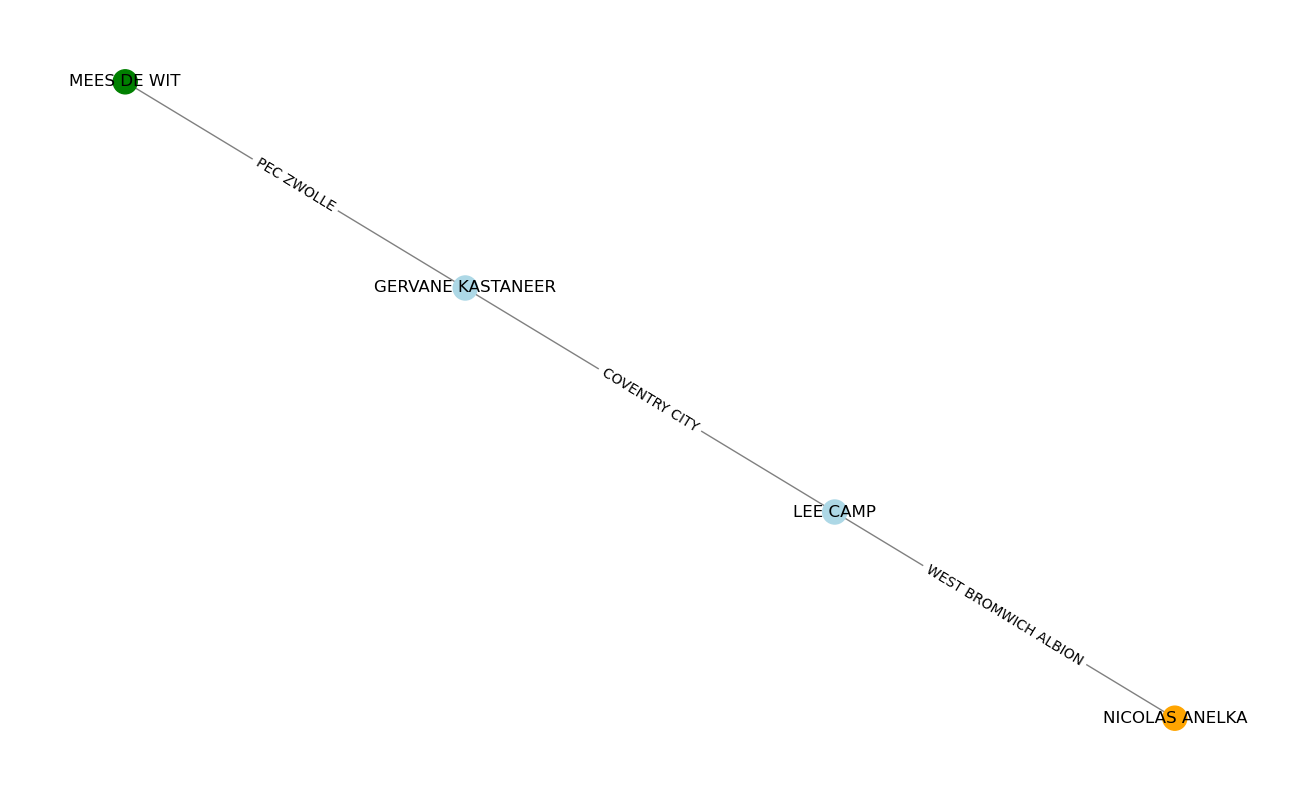 MEES DE WIT
PEC ZWOLLE
GERVANE KASTANEER
COVENTRY CITY
LEE CAMP
WEST BROMWICH ALBION
NICOLAS ANELKA